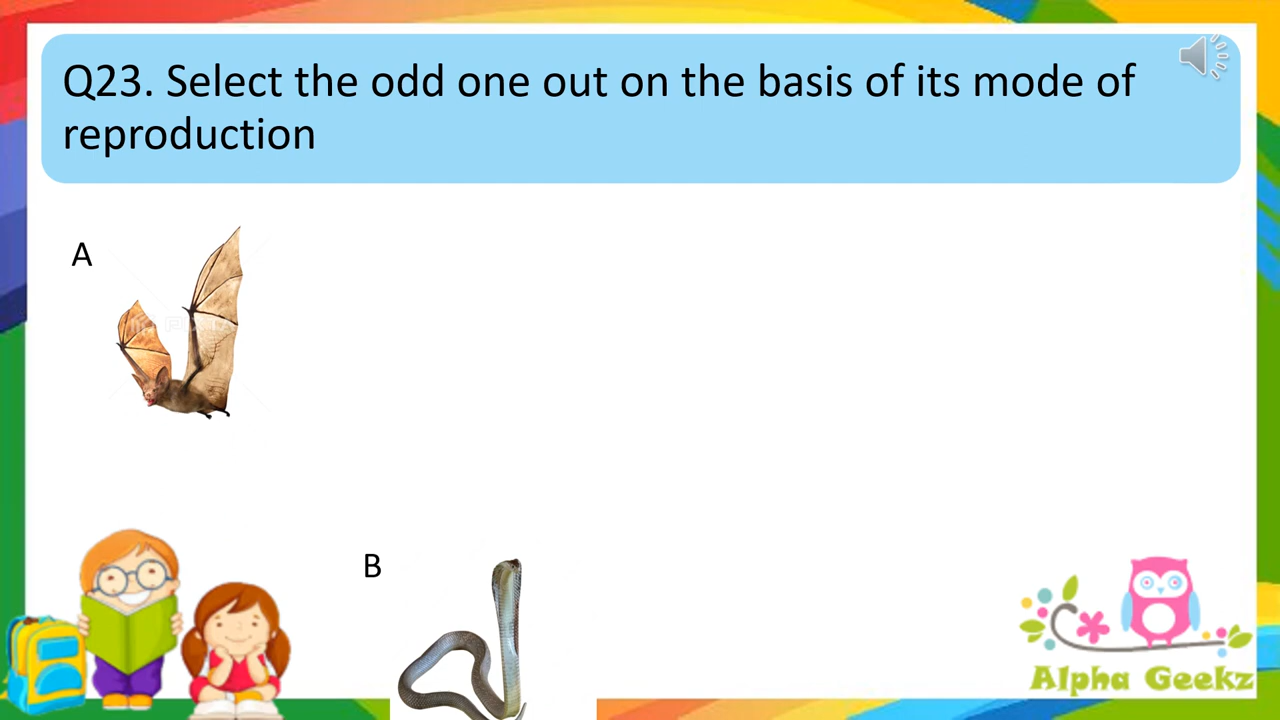 Q23. Select the odd one out on the basis of its mode of
reproduction
A
B
Alpha Geekz